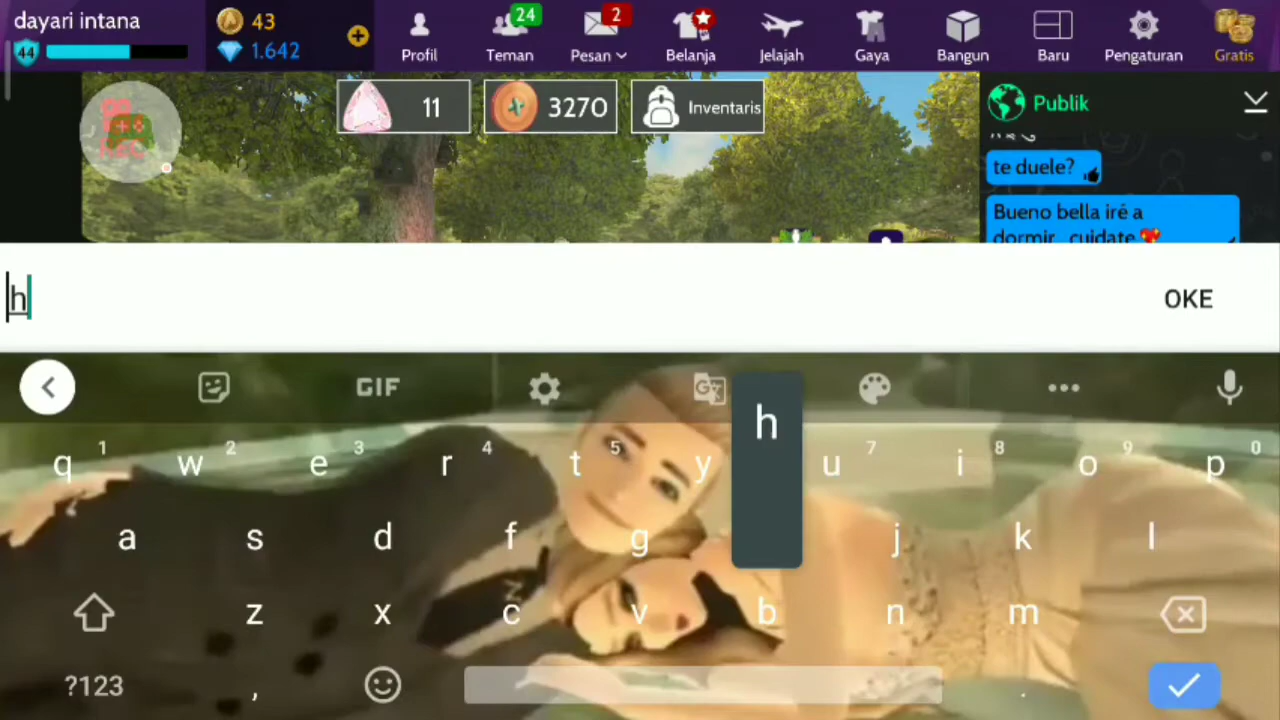 dayari intana
44
43
1.642
Profil
24
Teman
2
Pesan
Belanja
Jelajah
Gaya
Bangun
Baru
Pengaturan
Gratis
11
3270
Inventaris
Publik
te duele?
Bueno bella iré a
dormir.. cuidate 💖
h
OKE
GIF
h
q 1 w 2 e 3 r 4 t 5 y u 7 i 8 o 9 p 0
a s d f g j k l
z x c v b n m
?123 , .